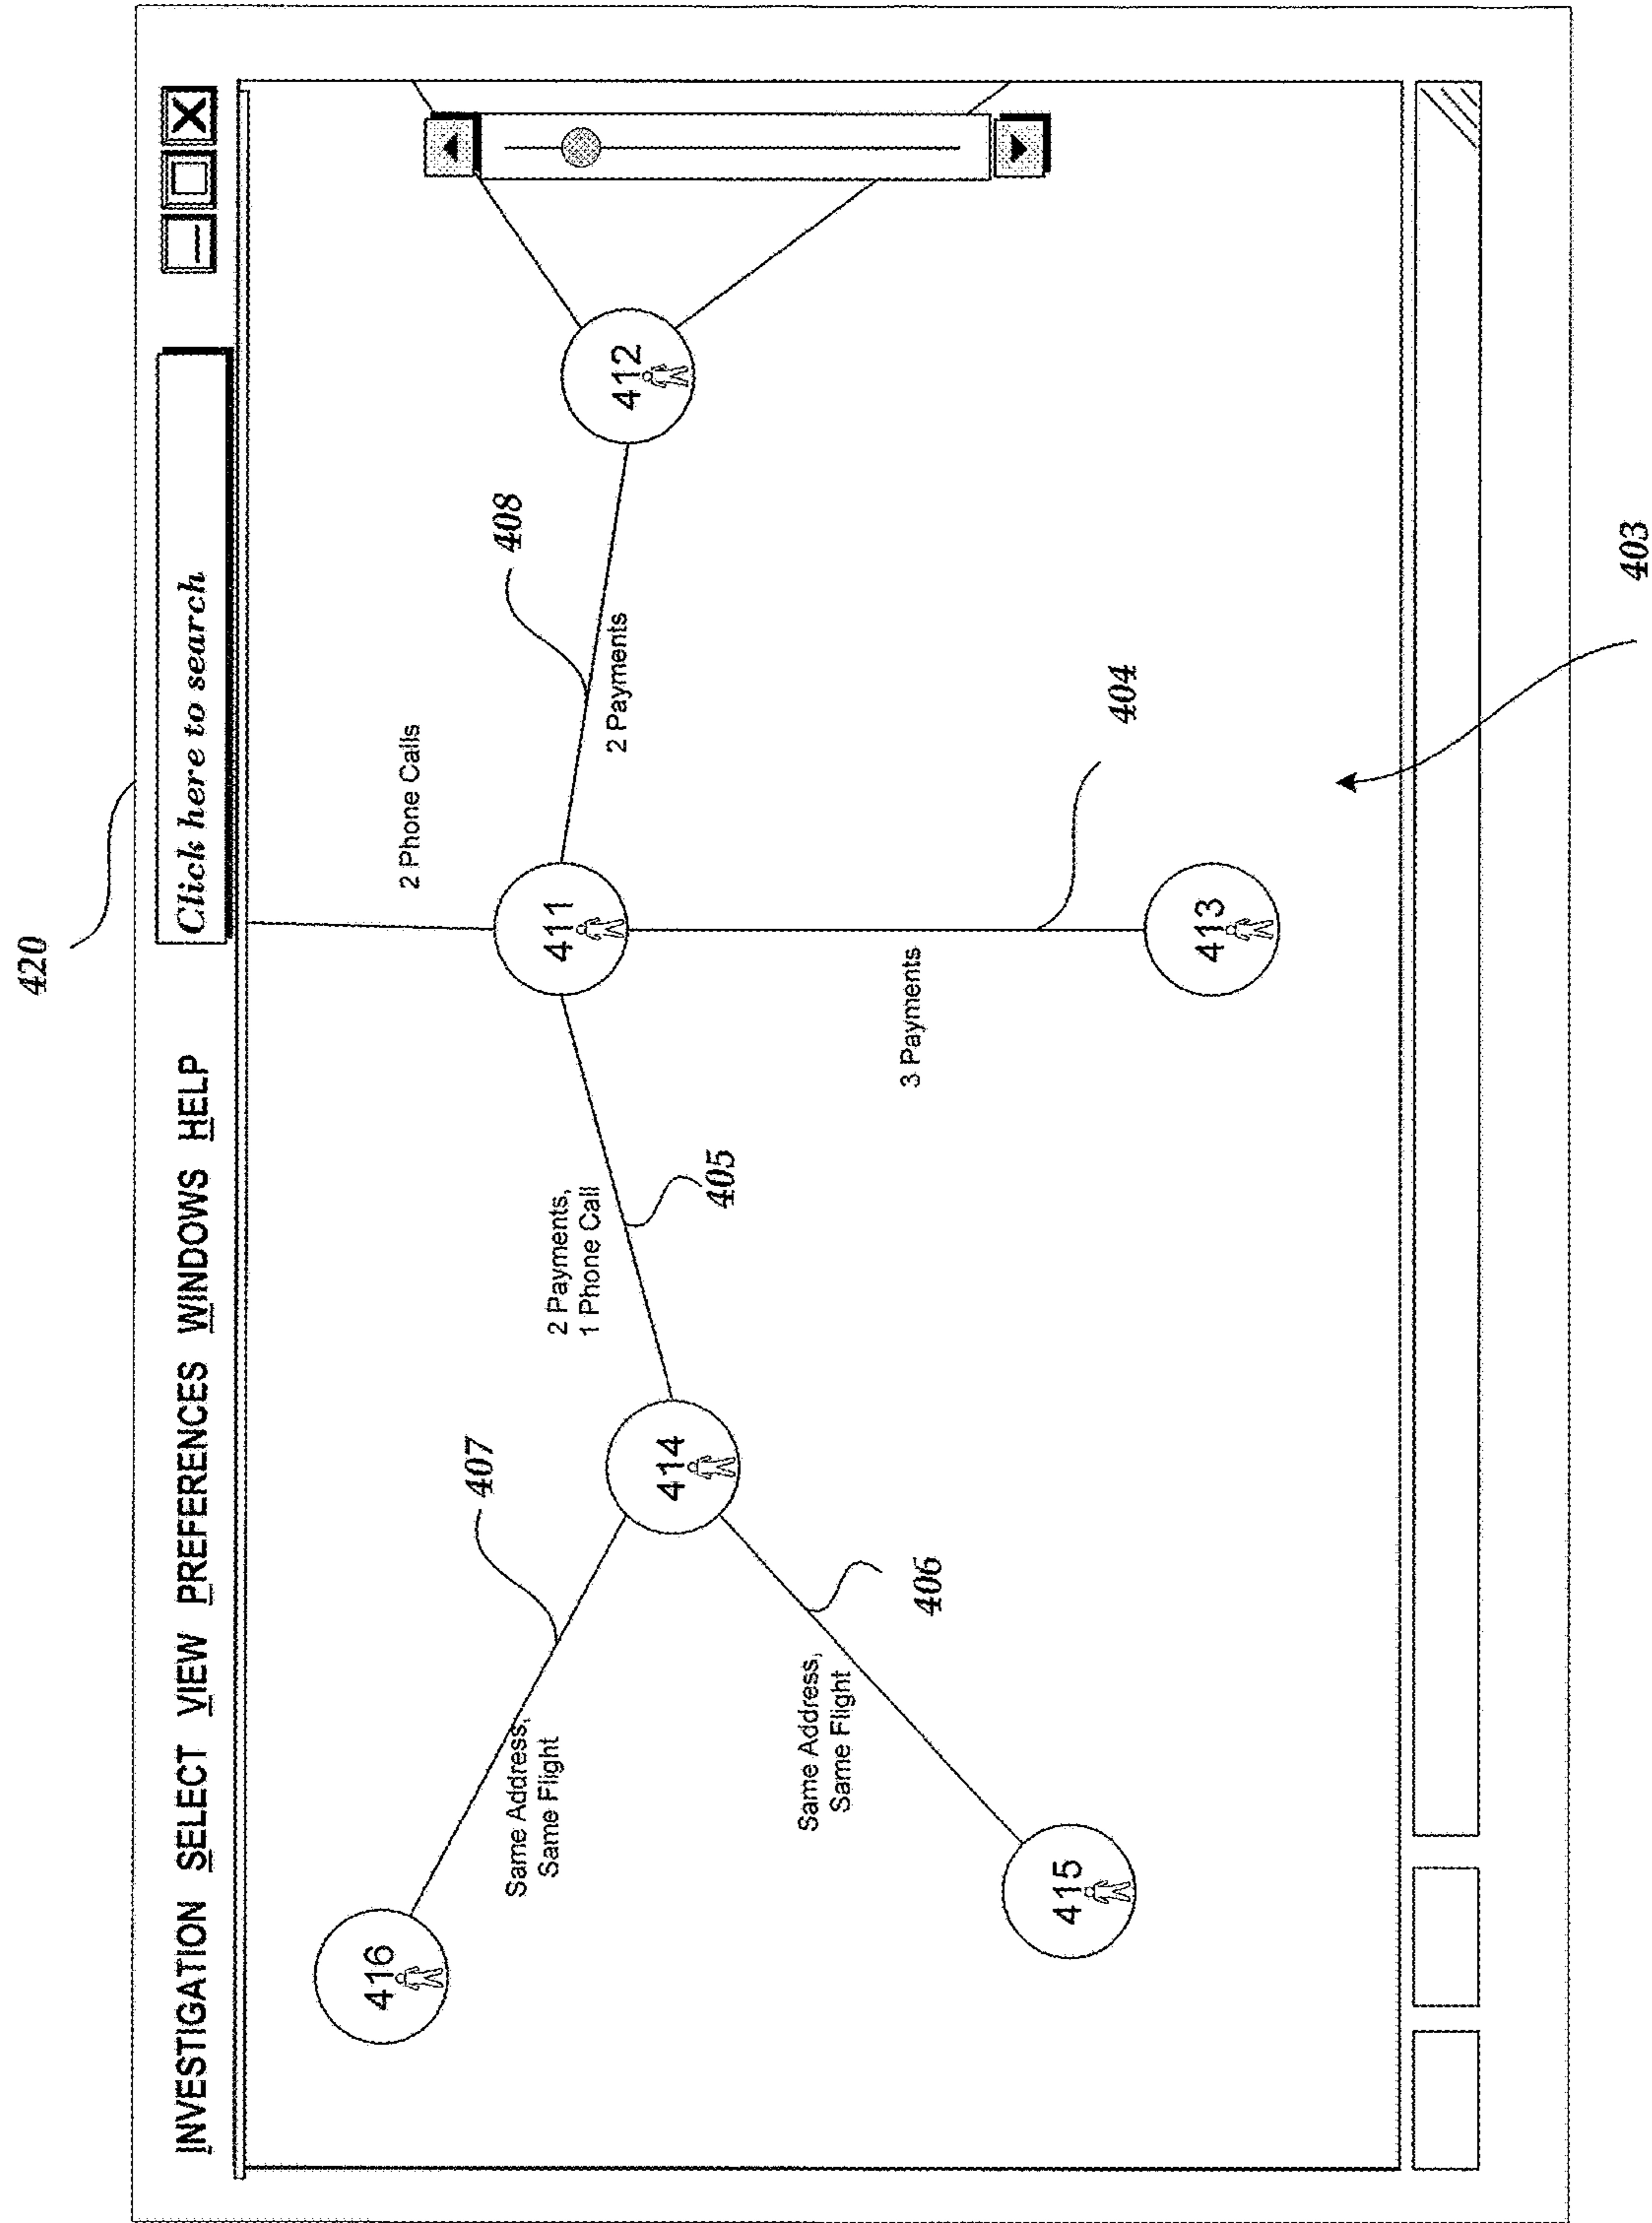 420
INVESTIGATION SELECT VIEW PREFERENCES WINDOWS HELP
Click here to search
416
407
Same Address,
Same Flight
414
2 Payments,
1 Phone Call
405
411
2 Phone Calls
408
2 Payments
412
Same Address,
Same Flight
406
415
3 Payments
404
413
403